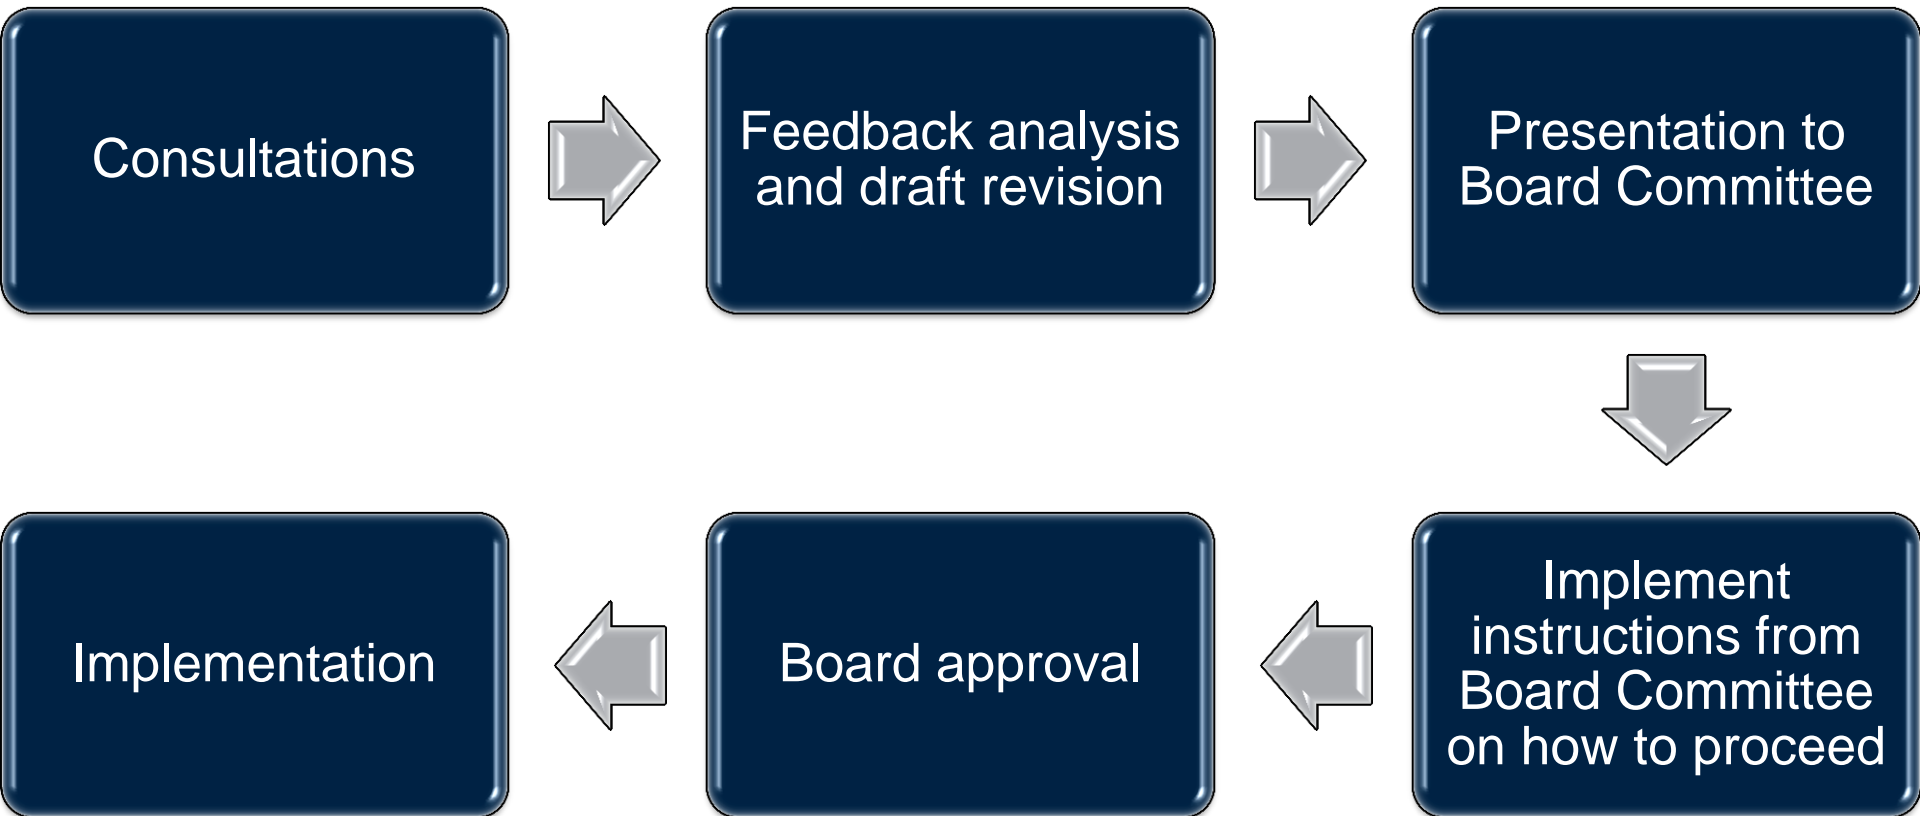 Consultations
Feedback analysis
and draft revision
Presentation to
Board Committee
Implement
instructions from
Board Committee
on how to proceed
Board approval
Implementation